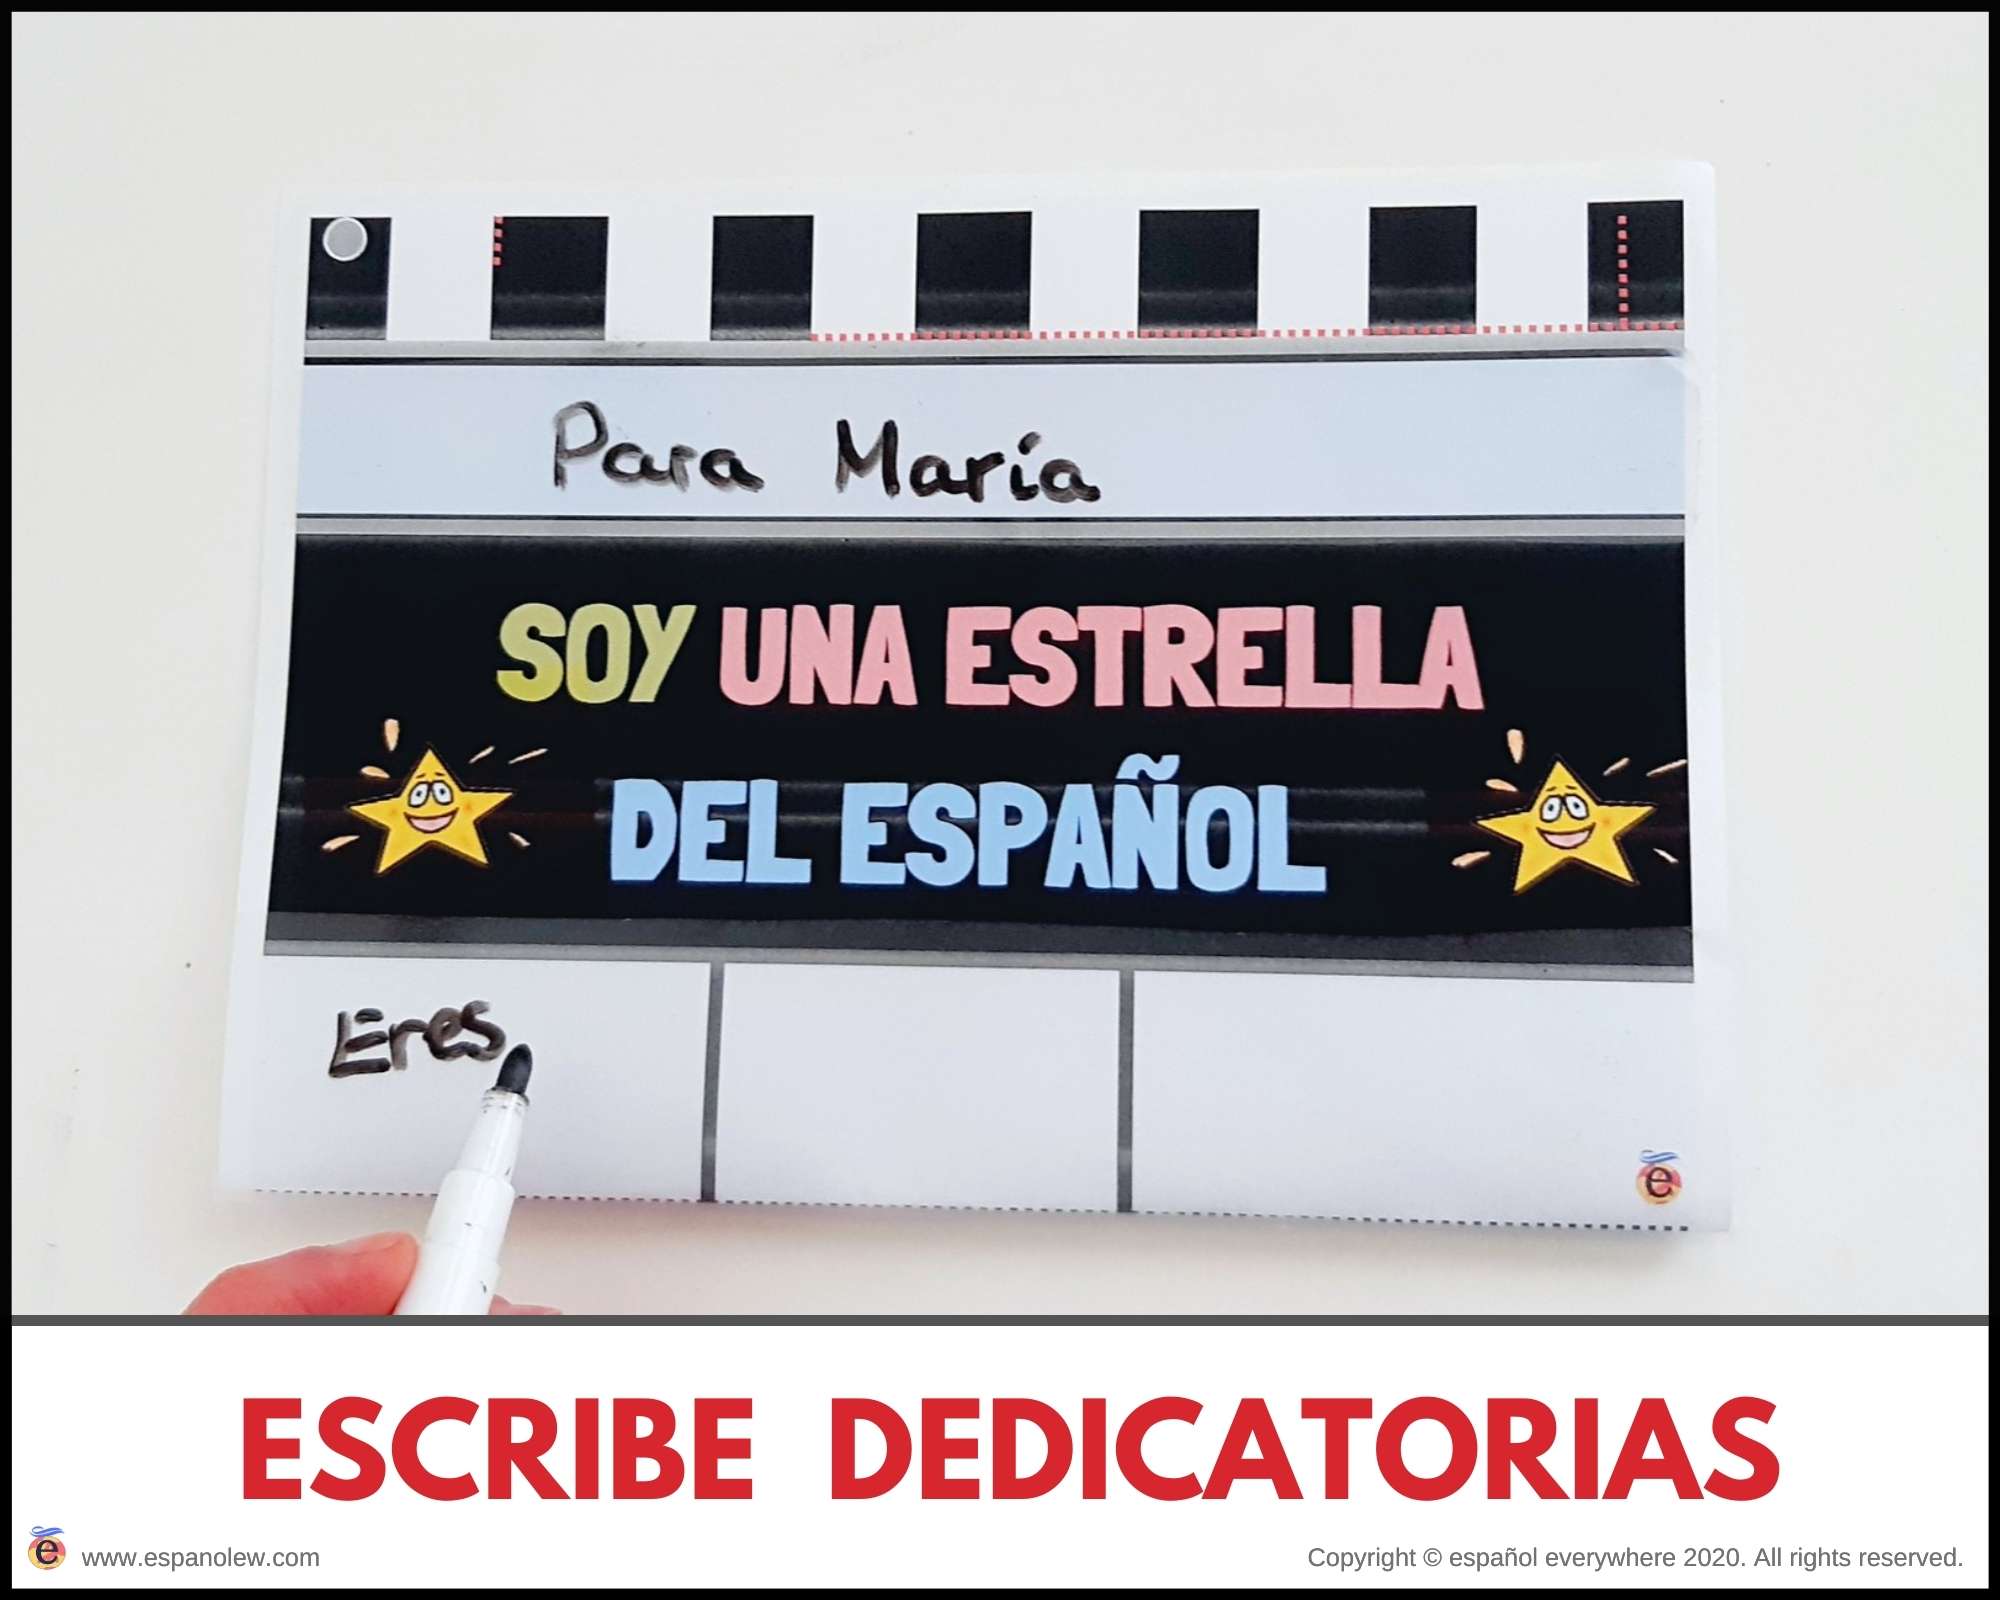 Para María
SOY UNA ESTRELLA
DEL ESPAÑOL
Eres
e
ESCRIBE DEDICATORIAS
e www.espanolew.com
Copyright © español everywhere 2020. All rights reserved.